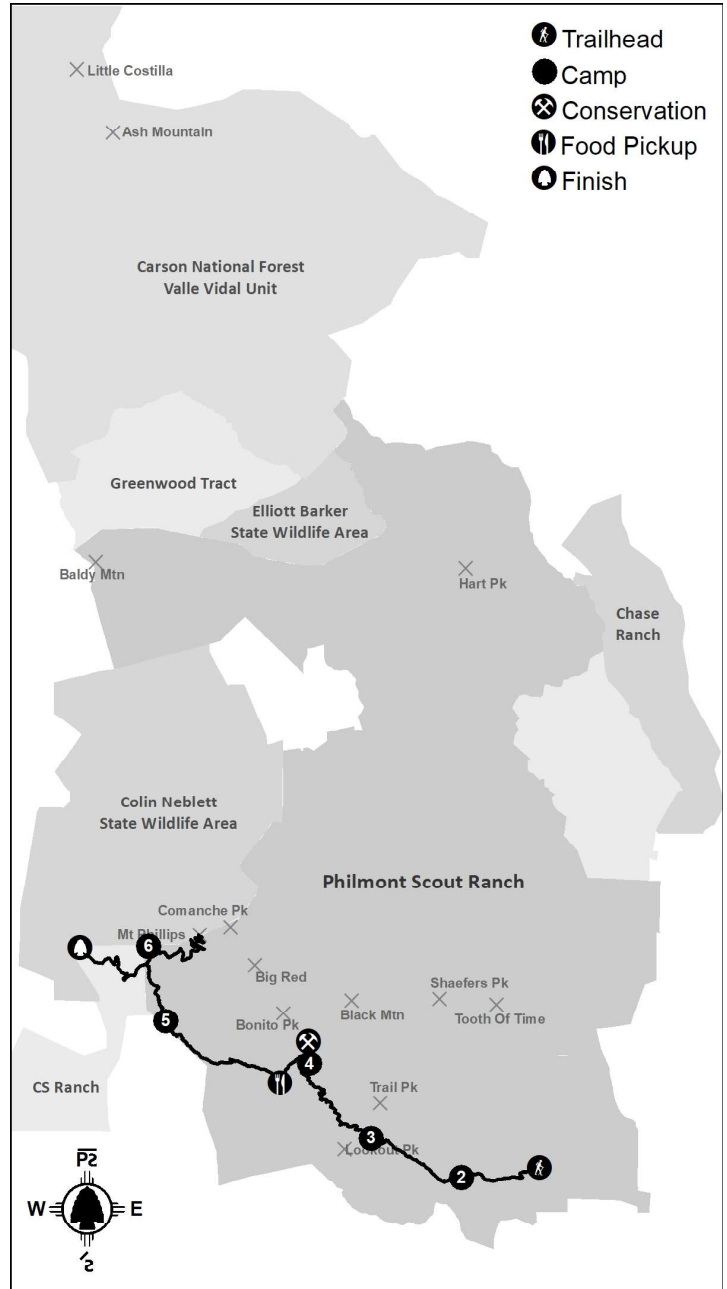 Trailhead
Camp
Conservation
Food Pickup
Finish
Little Costilla
Ash Mountain
Carson National Forest
Valle Vidal Unit
Greenwood Tract
Elliott Barker
State Wildlife Area
Baldy Mtn
Hart Pk
Chase
Ranch
Colin Neblett
State Wildlife Area
Philmont Scout Ranch
Comanche Pk
Mt Phillips
6
Big Red
Shaefers Pk
Black Mtn
Tooth Of Time
Bonito Pk
5
4
CS Ranch
Trail Pk
3
Lookout Pk
2
W
E